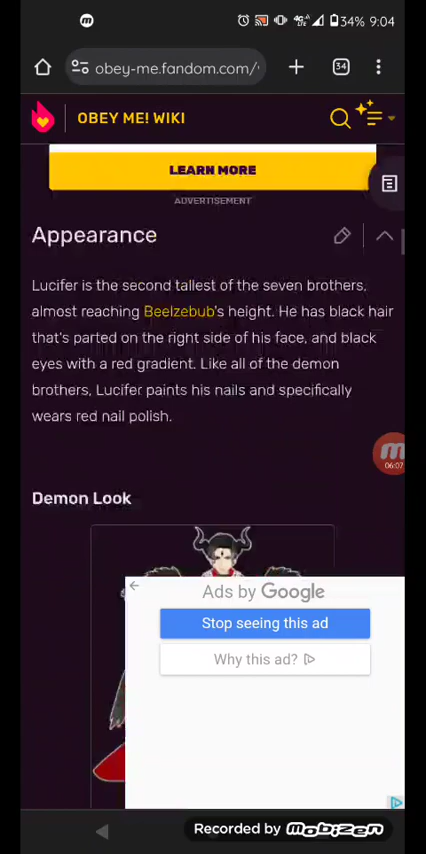 34% 9:04
obey-me.fandom.com/
34
OBEY ME! WIKI
LEARN MORE
ADVERTISEMENT
Appearance
Lucifer is the second tallest of the seven brothers,
almost reaching Beelzebub's height. He has black hair
that's parted on the right side of his face, and black
eyes with a red gradient. Like all of the demon
brothers, Lucifer paints his nails and specifically
wears red nail polish.
06:07
Demon Look
Ads by Google
Stop seeing this ad
Why this ad?
Recorded by mobizen